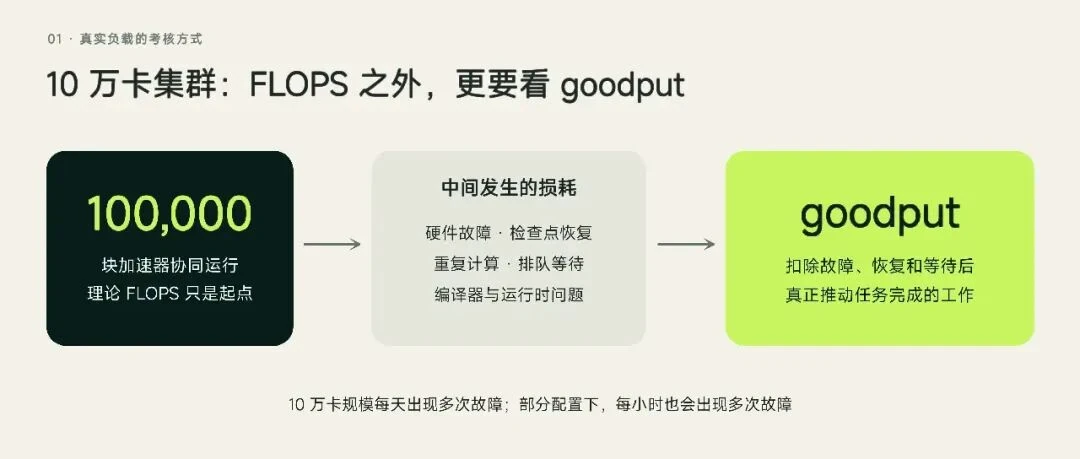 01 · 真实负载的考核方式
10 万卡集群：FLOPS 之外，更要看 goodput
100,000
块加速器协同运行
理论 FLOPS 只是起点
中间发生的损耗
硬件故障 · 检查点恢复
重复计算 · 排队等待
编译器与运行时问题
goodput
扣除故障、恢复和等待后
真正推动任务完成的工作
10 万卡规模每天出现多次故障；部分配置下，每小时也会出现多次故障